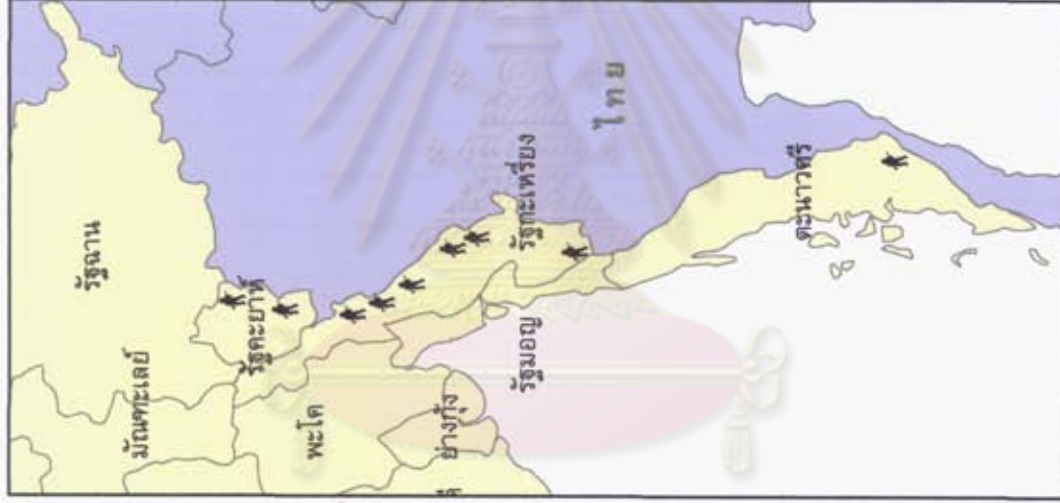 รัฐฉาน
มัณฑะเลย์
รัฐคะยาห์
พะโค
ย่างกุ้ง
รัฐมอญ
รัฐกะเหรี่ยง
ไทย
ตะนาวศรี